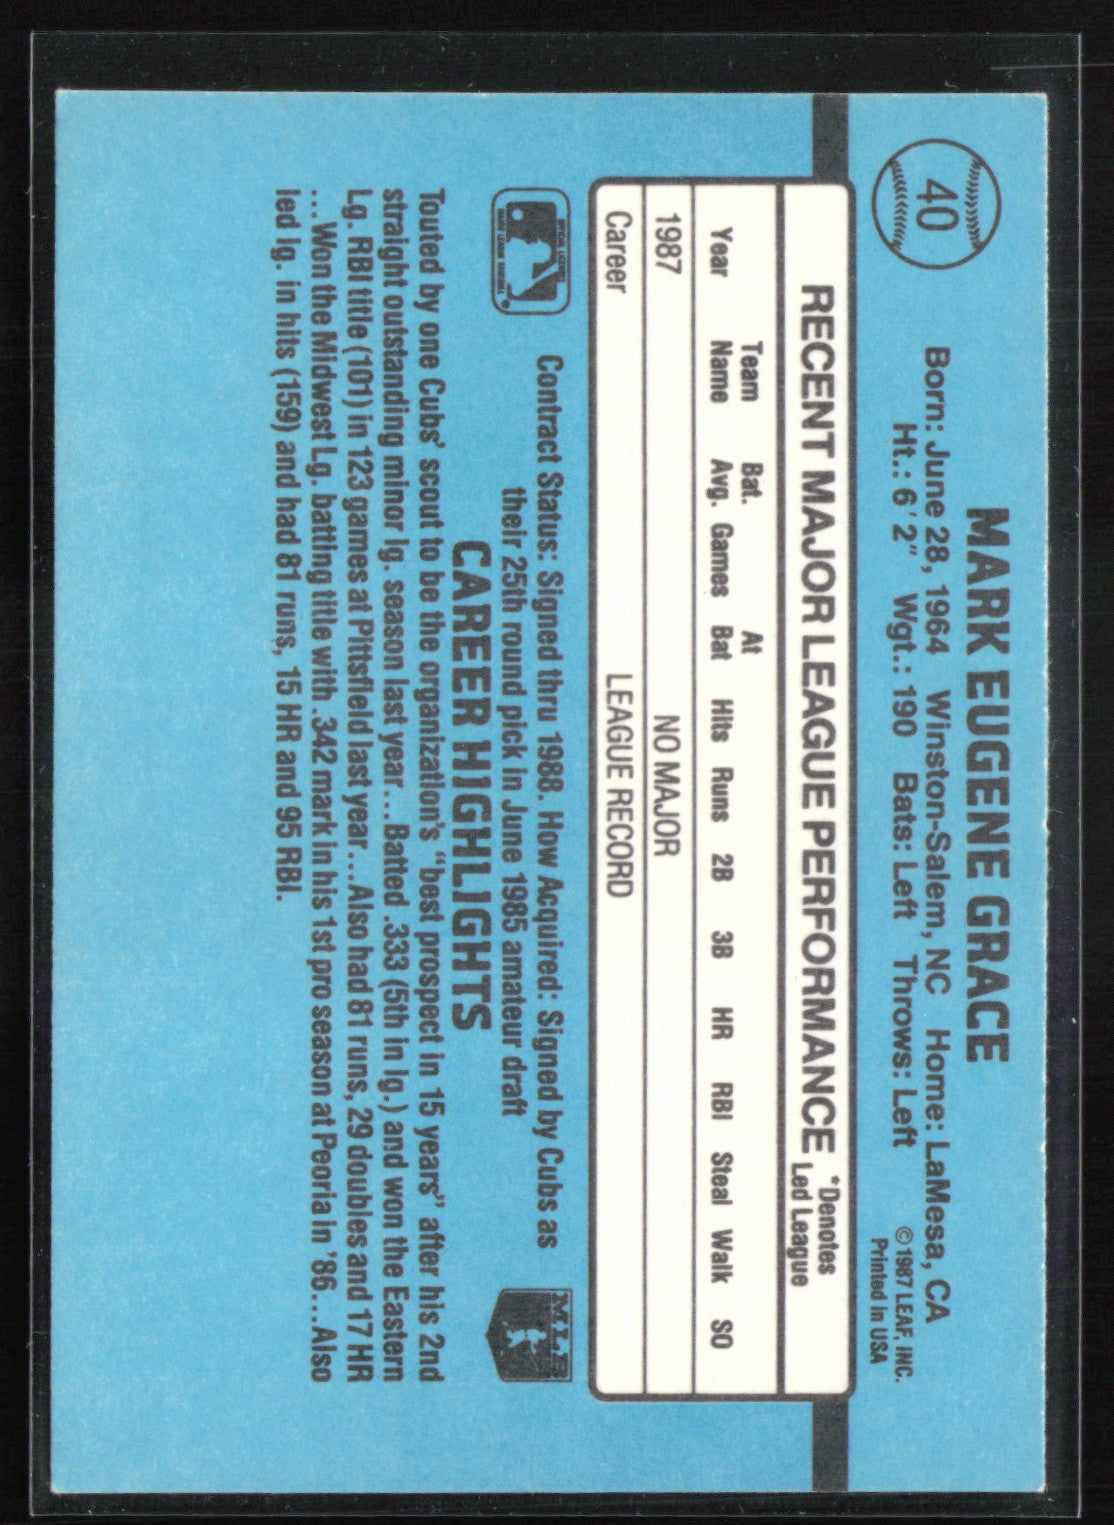 40
MARK EUGENE GRACE
Born: June 28, 1964 Winston-Salem, NC Home: LaMesa, CA
Ht.: 6'2" Wgt.: 190 Bats: Left Throws: Left
© 1987 LEAF, INC.
Printed in USA
RECENT MAJOR LEAGUE PERFORMANCE *Denotes
Led League
Team Bat. At
Year Name Avg. Games Bat Hits Runs 2B 3B HR RBI Steal Walk SO
1987 NO MAJOR
Career LEAGUE RECORD
Contract Status: Signed thru 1988. How Acquired: Signed by Cubs as
their 25th round pick in June 1985 amateur draft
MLB
CAREER HIGHLIGHTS
Touted by one Cubs' scout to be the organization's "best prospect in 15 years" after his 2nd
straight outstanding minor lg. season last year...Batted .333 (5th in lg.) and won the Eastern
Lg. RBI title (101) in 123 games at Pittsfield last year...Also had 81 runs, 29 doubles and 17 HR
...Won the Midwest Lg. batting title with .342 mark in his 1st pro season at Peoria in '86...Also
led lg. in hits (159) and had 81 runs, 15 HR and 95 RBI.